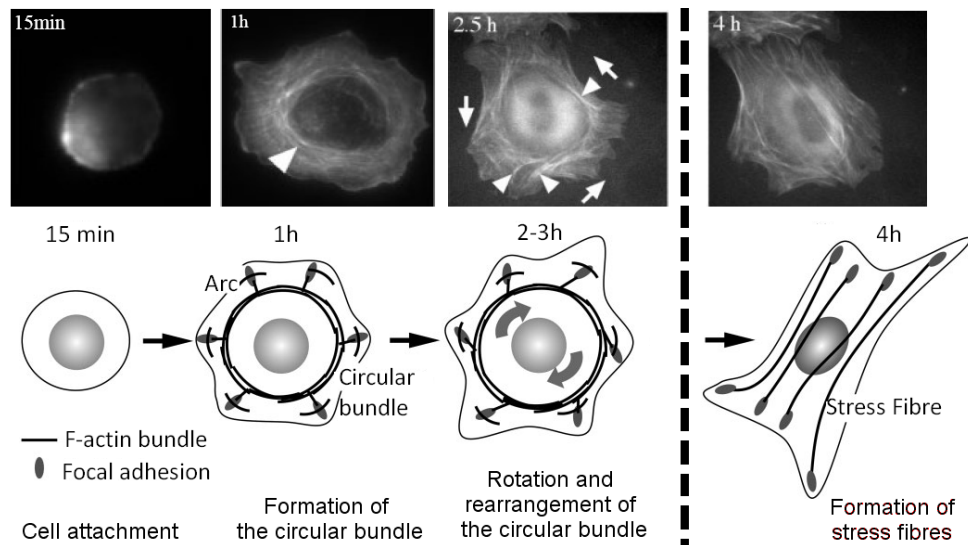 15min
1h
2.5 h
4 h
15 min
1h
2-3h
4h
Arc
Circular
bundle
Stress Fibre
F-actin bundle
Focal adhesion
Cell attachment
Formation of
the circular bundle
Rotation and
rearrangement of
the circular bundle
Formation of
stress fibres